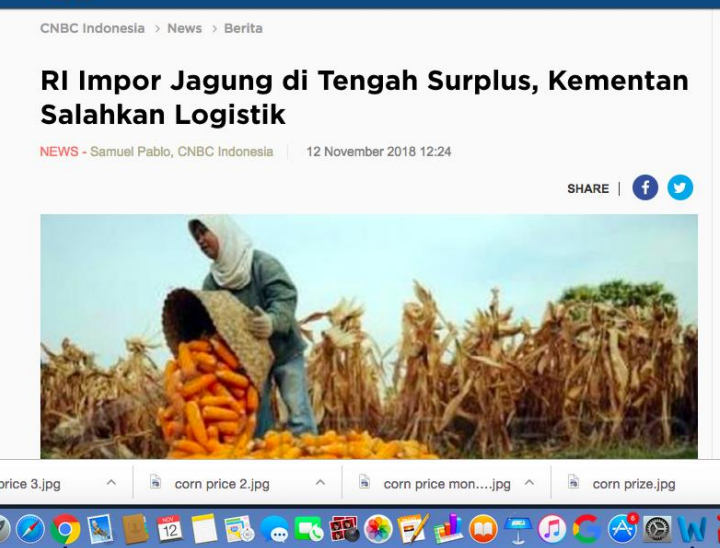 CNBC Indonesia > News > Berita
RI Impor Jagung di Tengah Surplus, Kementan
Salahkan Logistik
NEWS - Samuel Pablo, CNBC Indonesia | 12 November 2018 12:24
SHARE |
price 3.jpg
corn price 2.jpg
corn price mon....jpg
corn prize.jpg
NOV
12
6